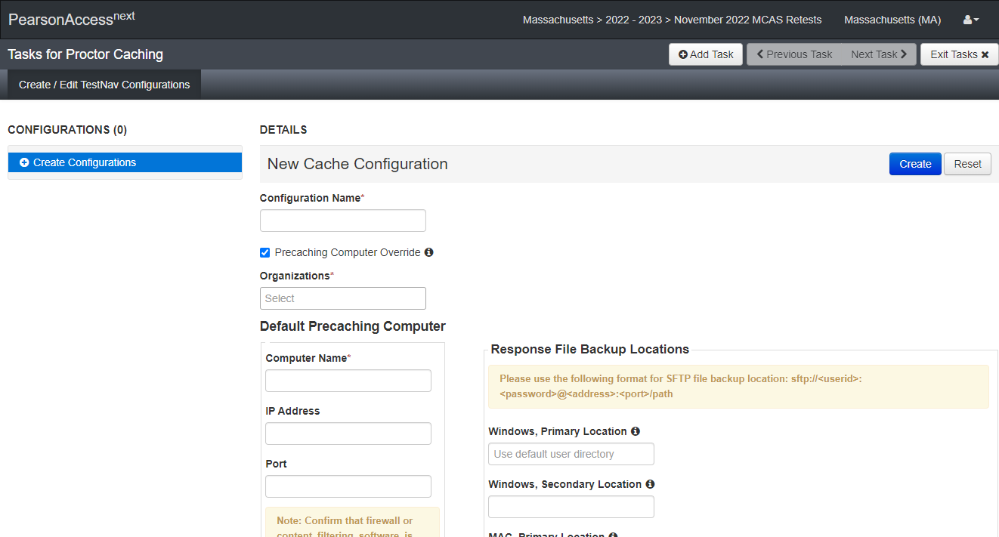 PearsonAccessnext
Massachusetts > 2022 - 2023 > November 2022 MCAS Retests
Massachusetts (MA)
Tasks for Proctor Caching
Add Task
Previous Task
Next Task
Exit Tasks
Create / Edit TestNav Configurations
CONFIGURATIONS (0)
Create Configurations
DETAILS
New Cache Configuration
Create
Reset
Configuration Name*
Precaching Computer Override
Organizations*
Select
Default Precaching Computer
Computer Name*
IP Address
Port
Note: Confirm that firewall or
content filtering software is
Response File Backup Locations
Please use the following format for SFTP file backup location: sftp://<userid>:
<password>@<address>:<port>/path
Windows, Primary Location
Use default user directory
Windows, Secondary Location
MAC, Primary Location